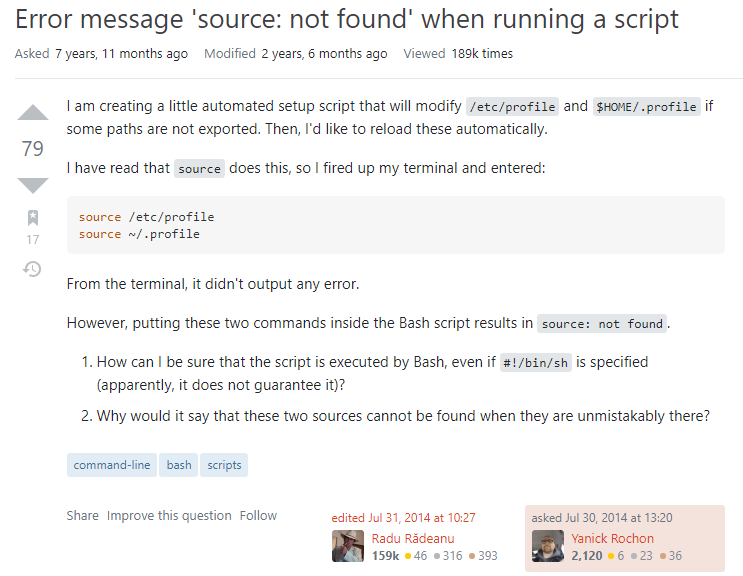 Error message 'source: not found' when running a script
Asked 7 years, 11 months ago Modified 2 years, 6 months ago Viewed 189k times
I am creating a little automated setup script that will modify /etc/profile and $HOME/.profile if
some paths are not exported. Then, I'd like to reload these automatically.
79
I have read that source does this, so I fired up my terminal and entered:
17
source /etc/profile
source ~/.profile
From the terminal, it didn't output any error.
However, putting these two commands inside the Bash script results in source: not found.
1. How can I be sure that the script is executed by Bash, even if #!/bin/sh is specified
(apparently, it does not guarantee it)?
2. Why would it say that these two sources cannot be found when they are unmistakably there?
command-line bash scripts
Share Improve this question Follow
edited Jul 31, 2014 at 10:27
Radu Rădeanu
159k 46 316 393
asked Jul 30, 2014 at 13:20
Yanick Rochon
2,120 6 23 36